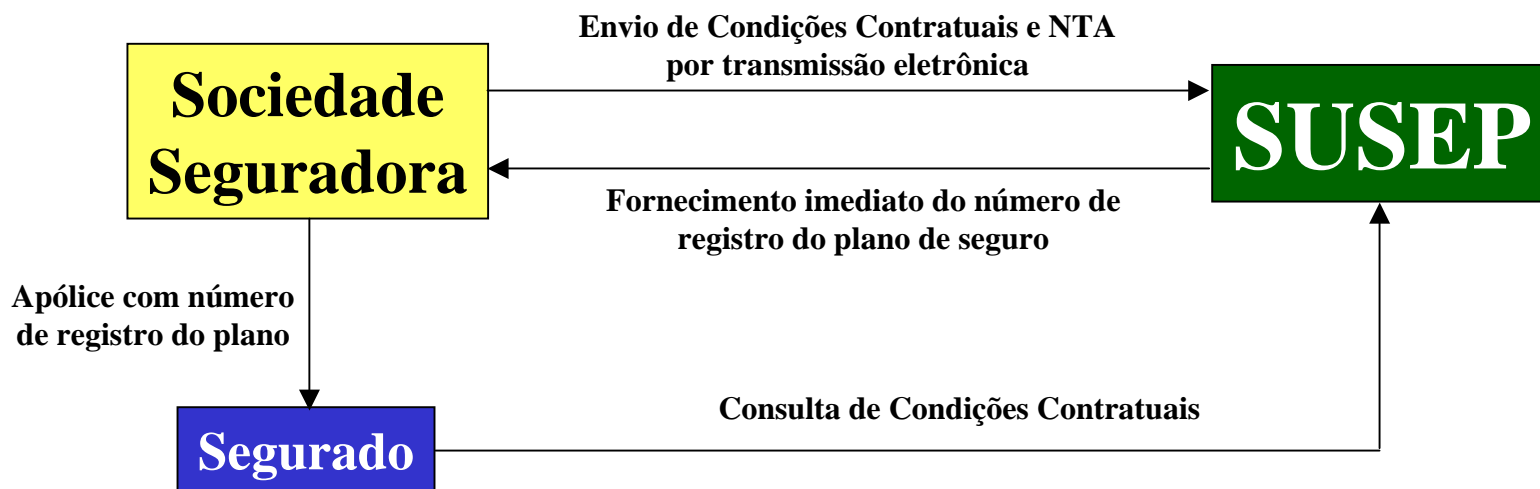 Envio de Condições Contratuais e NTA
por transmissão eletrônica
Sociedade
Seguradora
SUSEP
Fornecimento imediato do número de
registro do plano de seguro
Apólice com número
de registro do plano
Consulta de Condições Contratuais
Segurado